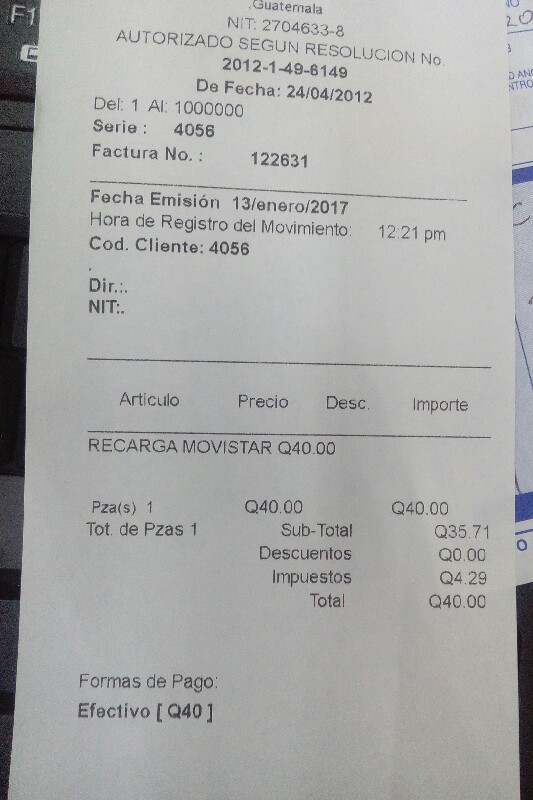 .Guatemala
NIT: 2704633-8
AUTORIZADO SEGUN RESOLUCION No.
2012-1-49-6149
De Fecha: 24/04/2012
Del: 1 Al: 1000000
Serie : 4056
Factura No. : 122631
Fecha Emisión 13/enero/2017
Hora de Registro del Movimiento: 12:21 pm
Cod. Cliente: 4056
.
Dir.:.
NIT:.
Articulo Precio Desc. Importe
RECARGA MOVISTAR Q40.00
Pza(s) 1 Q40.00 Q40.00
Tot. de Pzas 1 Sub-Total Q35.71
Descuentos Q0.00
Impuestos Q4.29
Total Q40.00
Formas de Pago:
Efectivo [ Q40 ]
F1